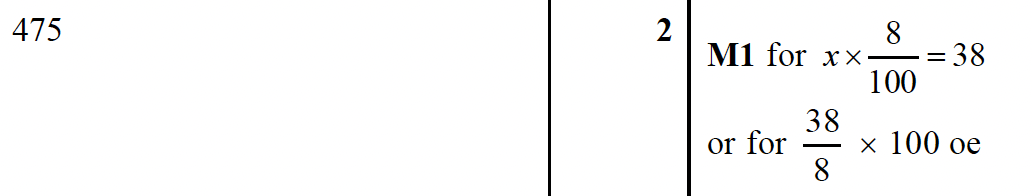 475 2 M1 for x × 8/100 = 38
or for 38/8 × 100 oe